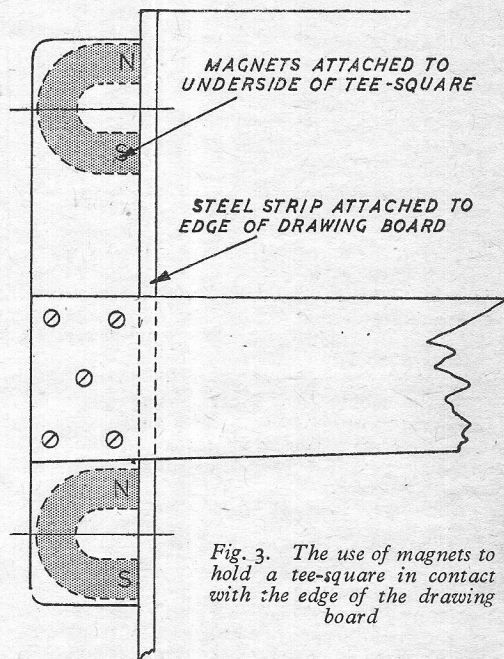 N
MAGNETS ATTACHED TO
UNDERSIDE OF TEE-SQUARE
S
STEEL STRIP ATTACHED TO
EDGE OF DRAWING BOARD
N
S
Fig. 3. The use of magnets to
hold a tee-square in contact
with the edge of the drawing
board